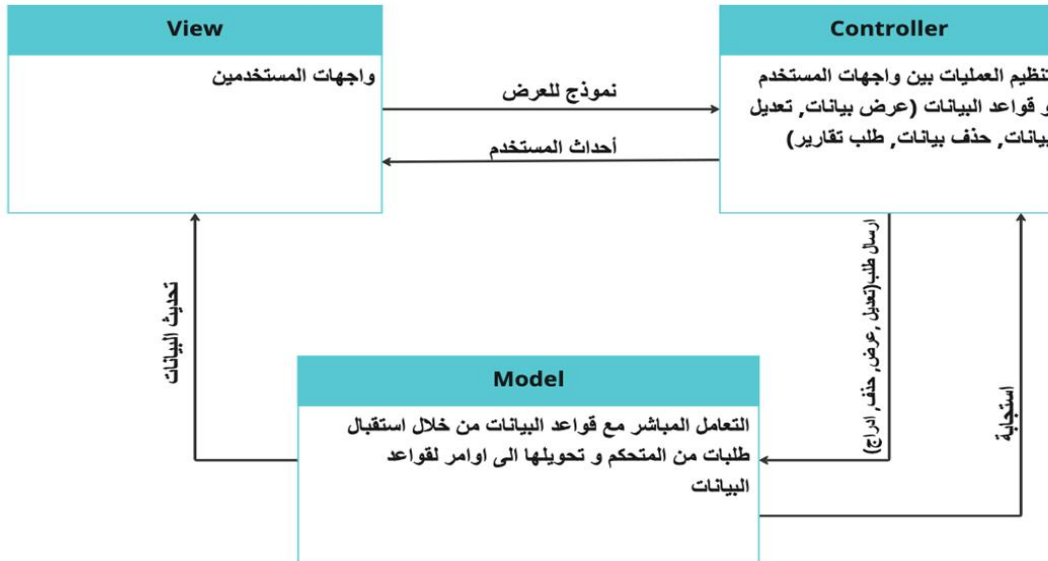 View
واجهات المستخدمين
نموذج للعرض
أحداث المستخدم
Controller
تنظيم العمليات بين واجهات المستخدم
و قواعد البيانات (عرض بيانات, تعديل
بيانات, حذف بيانات, طلب تقارير)
تحديث البيانات
ارسال طلب(تعديل ,عرض, حذف, ادراج)
استجابة
Model
التعامل المباشر مع قواعد البيانات من خلال استقبال
طلبات من المتحكم و تحويلها الى اوامر لقواعد
البيانات